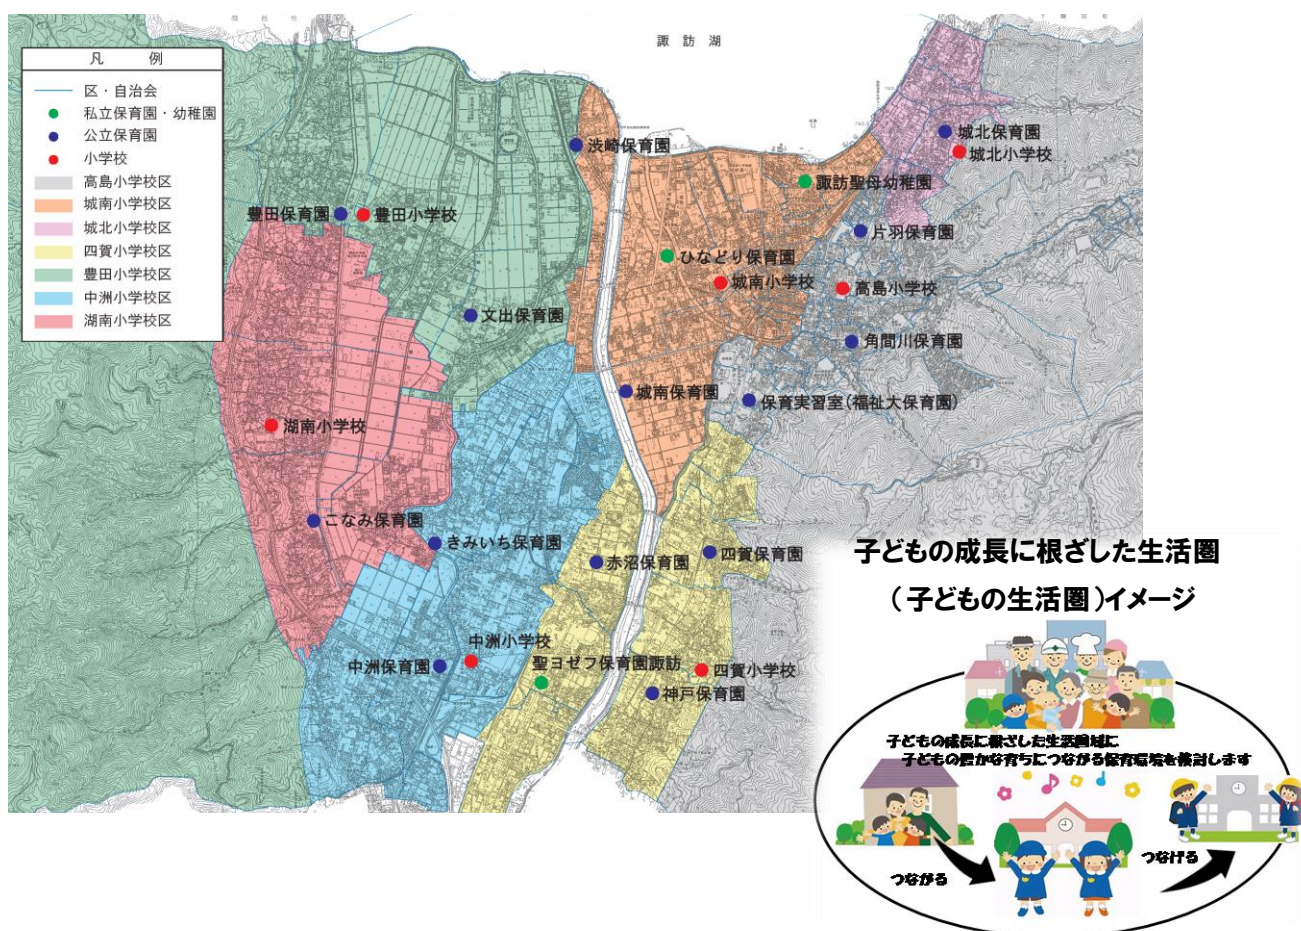 諏訪湖
凡 例
区・自治会
私立保育園・幼稚園
公立保育園
小学校
高島小学校区
城南小学校区
城北小学校区
四賀小学校区
豊田小学校区
中洲小学校区
湖南小学校区
渋崎保育園
城北保育園
城北小学校
諏訪聖母幼稚園
豊田保育園
豊田小学校
片羽保育園
ひなどり保育園
城南小学校
高島小学校
文出保育園
角間川保育園
城南保育園
保育実習室(福祉大保育園)
湖南小学校
こなみ保育園
きみいち保育園
赤沼保育園
四賀保育園
中洲小学校
中洲保育園
聖ヨゼフ保育園諏訪
四賀小学校
神戸保育園
子どもの成長に根ざした生活圏
（子どもの生活圏）イメージ
子どもの成長に根ざした生活圏域に
子どもの豊かな育ちにつながる保育環境を検討します
つながる
つなげる